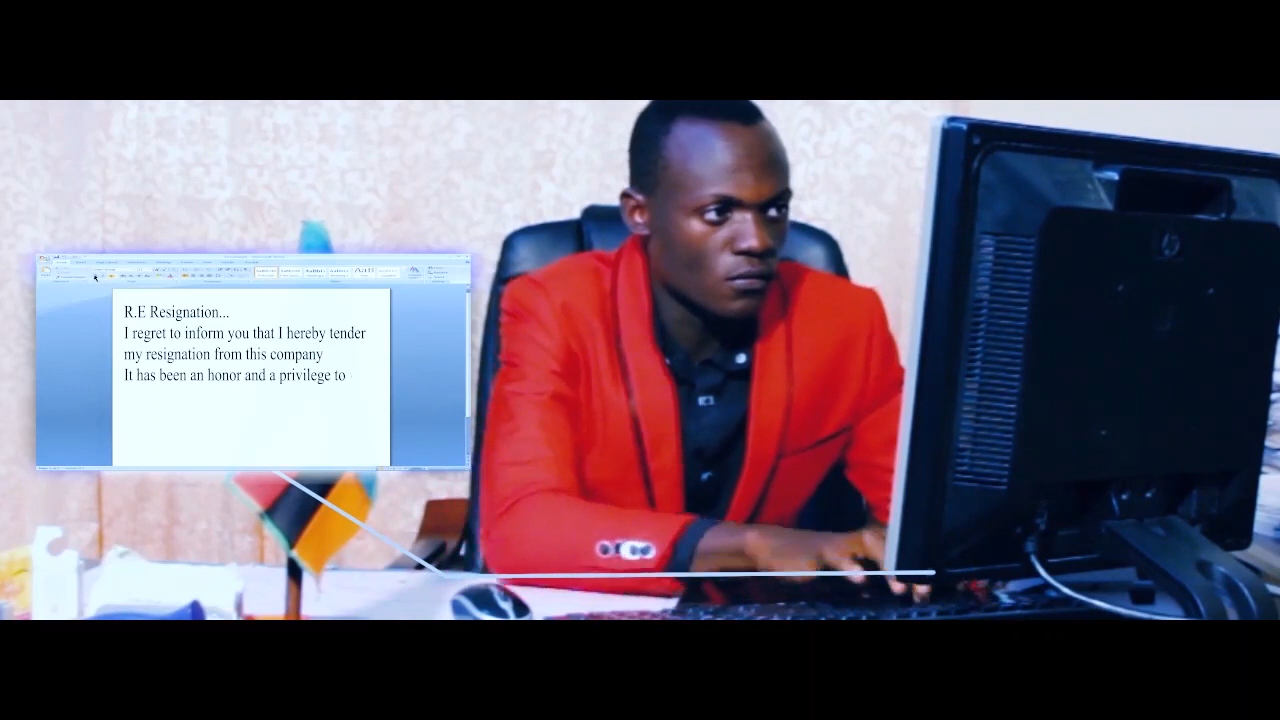 R.E Resignation...
I regret to inform you that I hereby tender
my resignation from this company
It has been an honor and a privilege to
hp